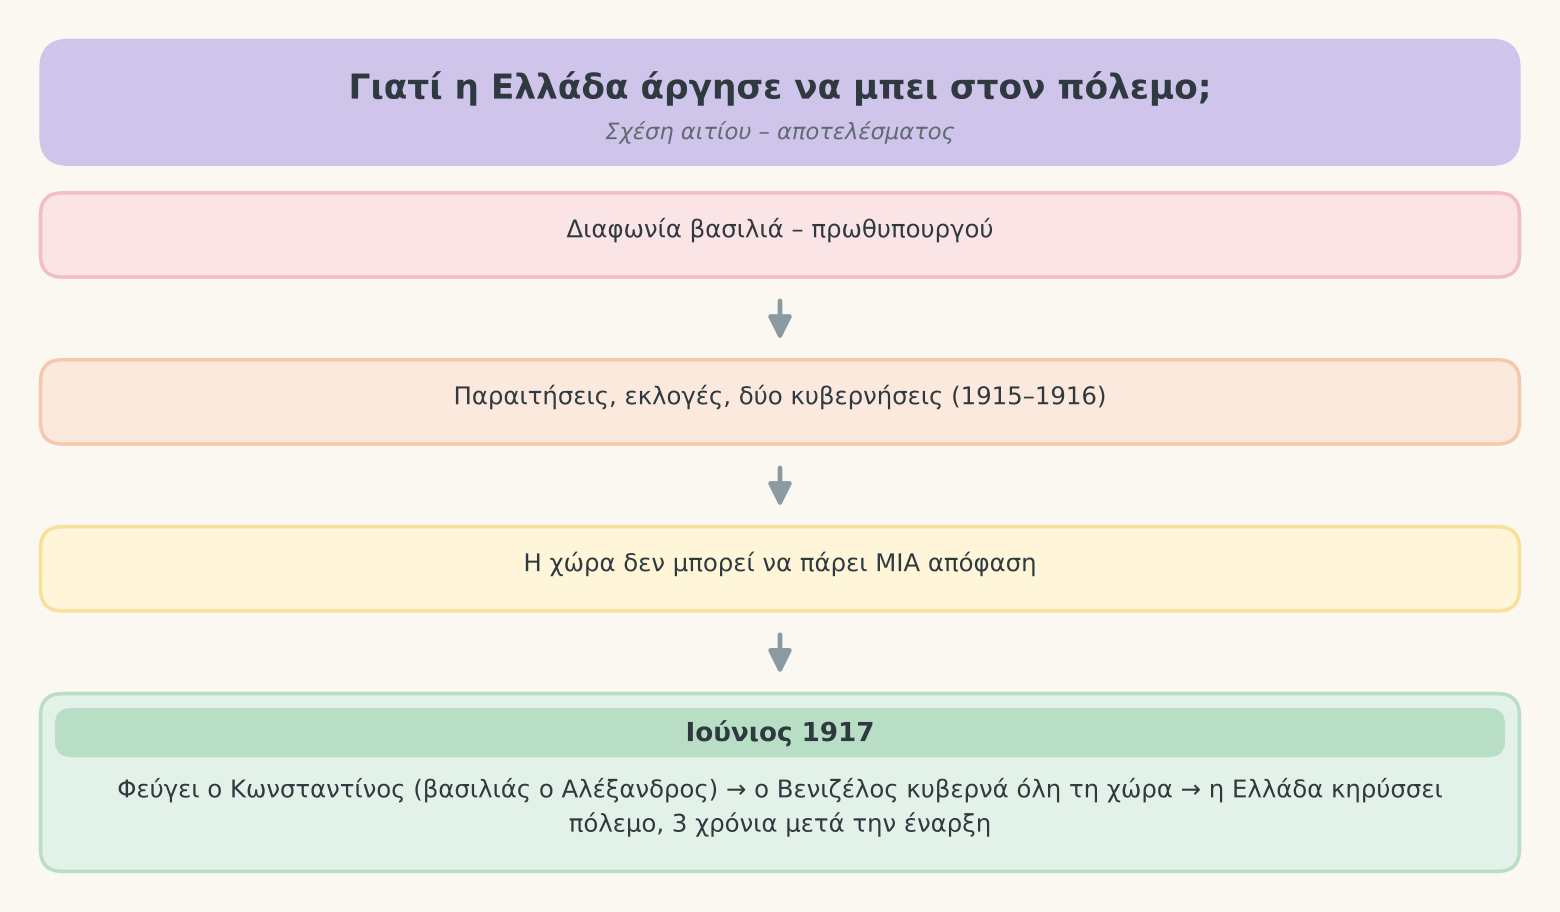 Γιατί η Ελλάδα άργησε να μπει στον πόλεμο;
Σχέση αιτίου – αποτελέσματος
Διαφωνία βασιλιά – πρωθυπουργού
Παραιτήσεις, εκλογές, δύο κυβερνήσεις (1915–1916)
Η χώρα δεν μπορεί να πάρει ΜΙΑ απόφαση
Ιούνιος 1917
Φεύγει ο Κωνσταντίνος (βασιλιάς ο Αλέξανδρος) → ο Βενιζέλος κυβερνά όλη τη χώρα → η Ελλάδα κηρύσσει
πόλεμο, 3 χρόνια μετά την έναρξη